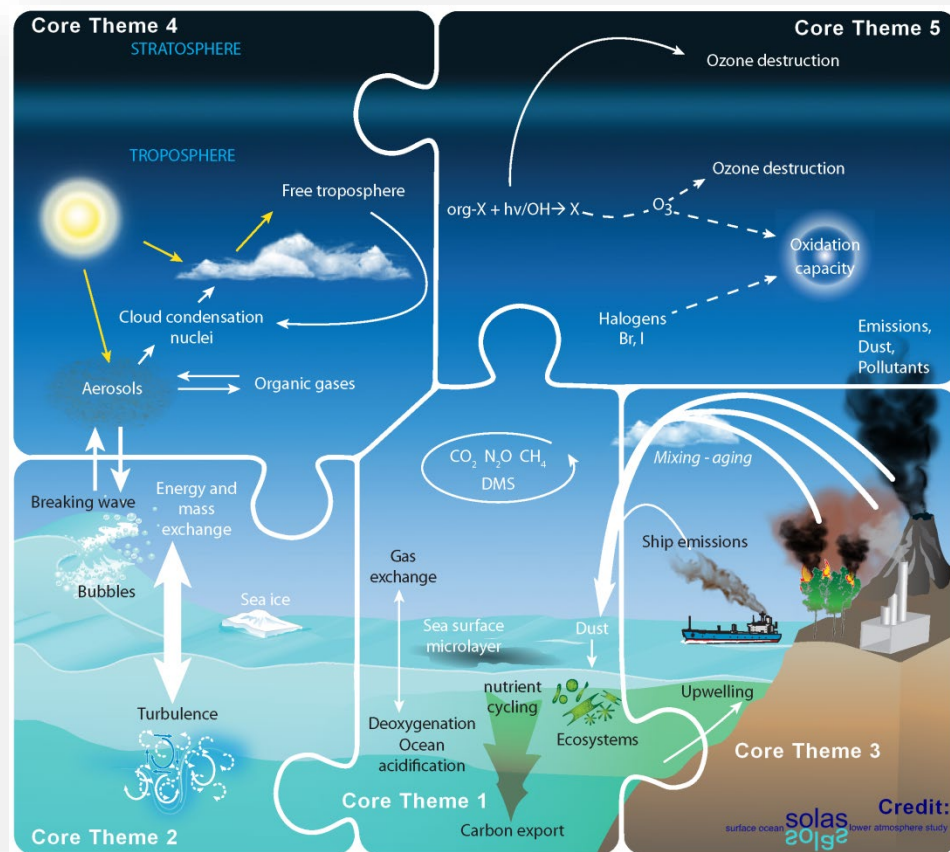 Core Theme 4
STRATOSPHERE
TROPOSPHERE
Free troposphere
Cloud condensation
nuclei
Aerosols
Organic gases
Core Theme 5
Ozone destruction
Ozone destruction
org-X + hν/OH→ X
O₃
Oxidation
capacity
Halogens
Br, I
Emissions,
Dust,
Pollutants
Breaking wave
Energy and
mass
exchange
Bubbles
Sea ice
Turbulence
Core Theme 2
CO₂ N₂O CH₄
DMS
Gas
exchange
Sea surface
microlayer
Dust
nutrient
cycling
Ecosystems
Deoxygenation
Ocean
acidification
Core Theme 1
Carbon export
Mixing - aging
Ship emissions
Upwelling
Core Theme 3
Credit:
surface ocean solas lower atmosphere study
solas